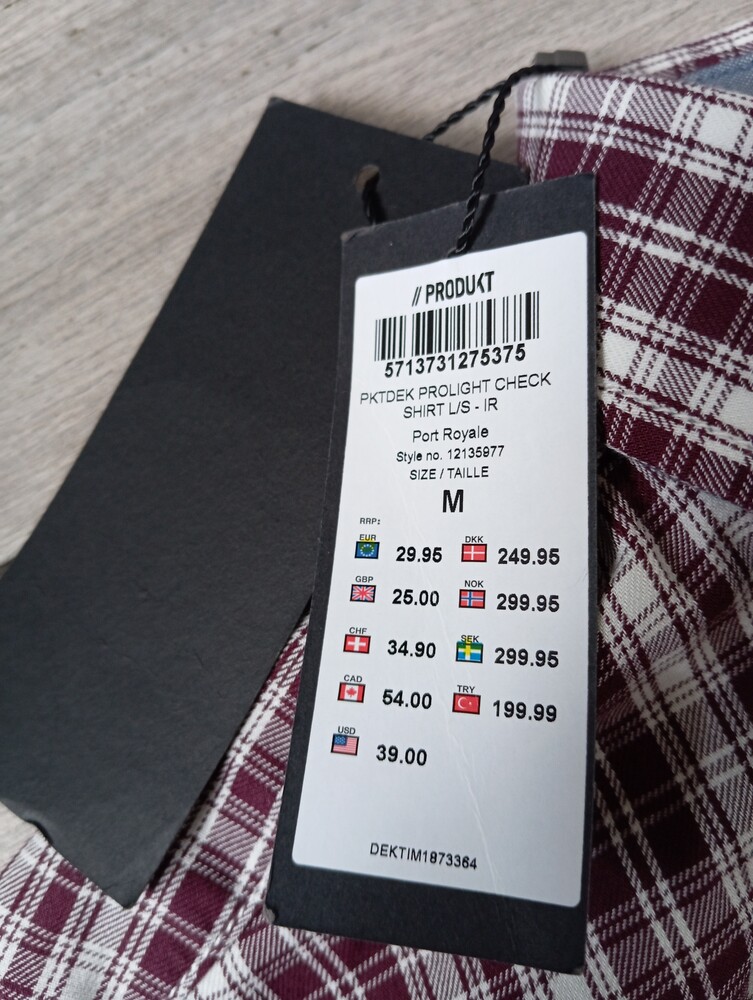 // PRODUKT
5713731275375
PKTDEK PROLIGHT CHECK
SHIRT L/S - IR
Port Royale
Style no. 12135977
SIZE / TAILLE
M
RRP:
EUR 29.95 DKK 249.95
GBP 25.00 NOK 299.95
CHF 34.90 SEK 299.95
CAD 54.00 TRY 199.99
USD 39.00
DEKTIM1873364